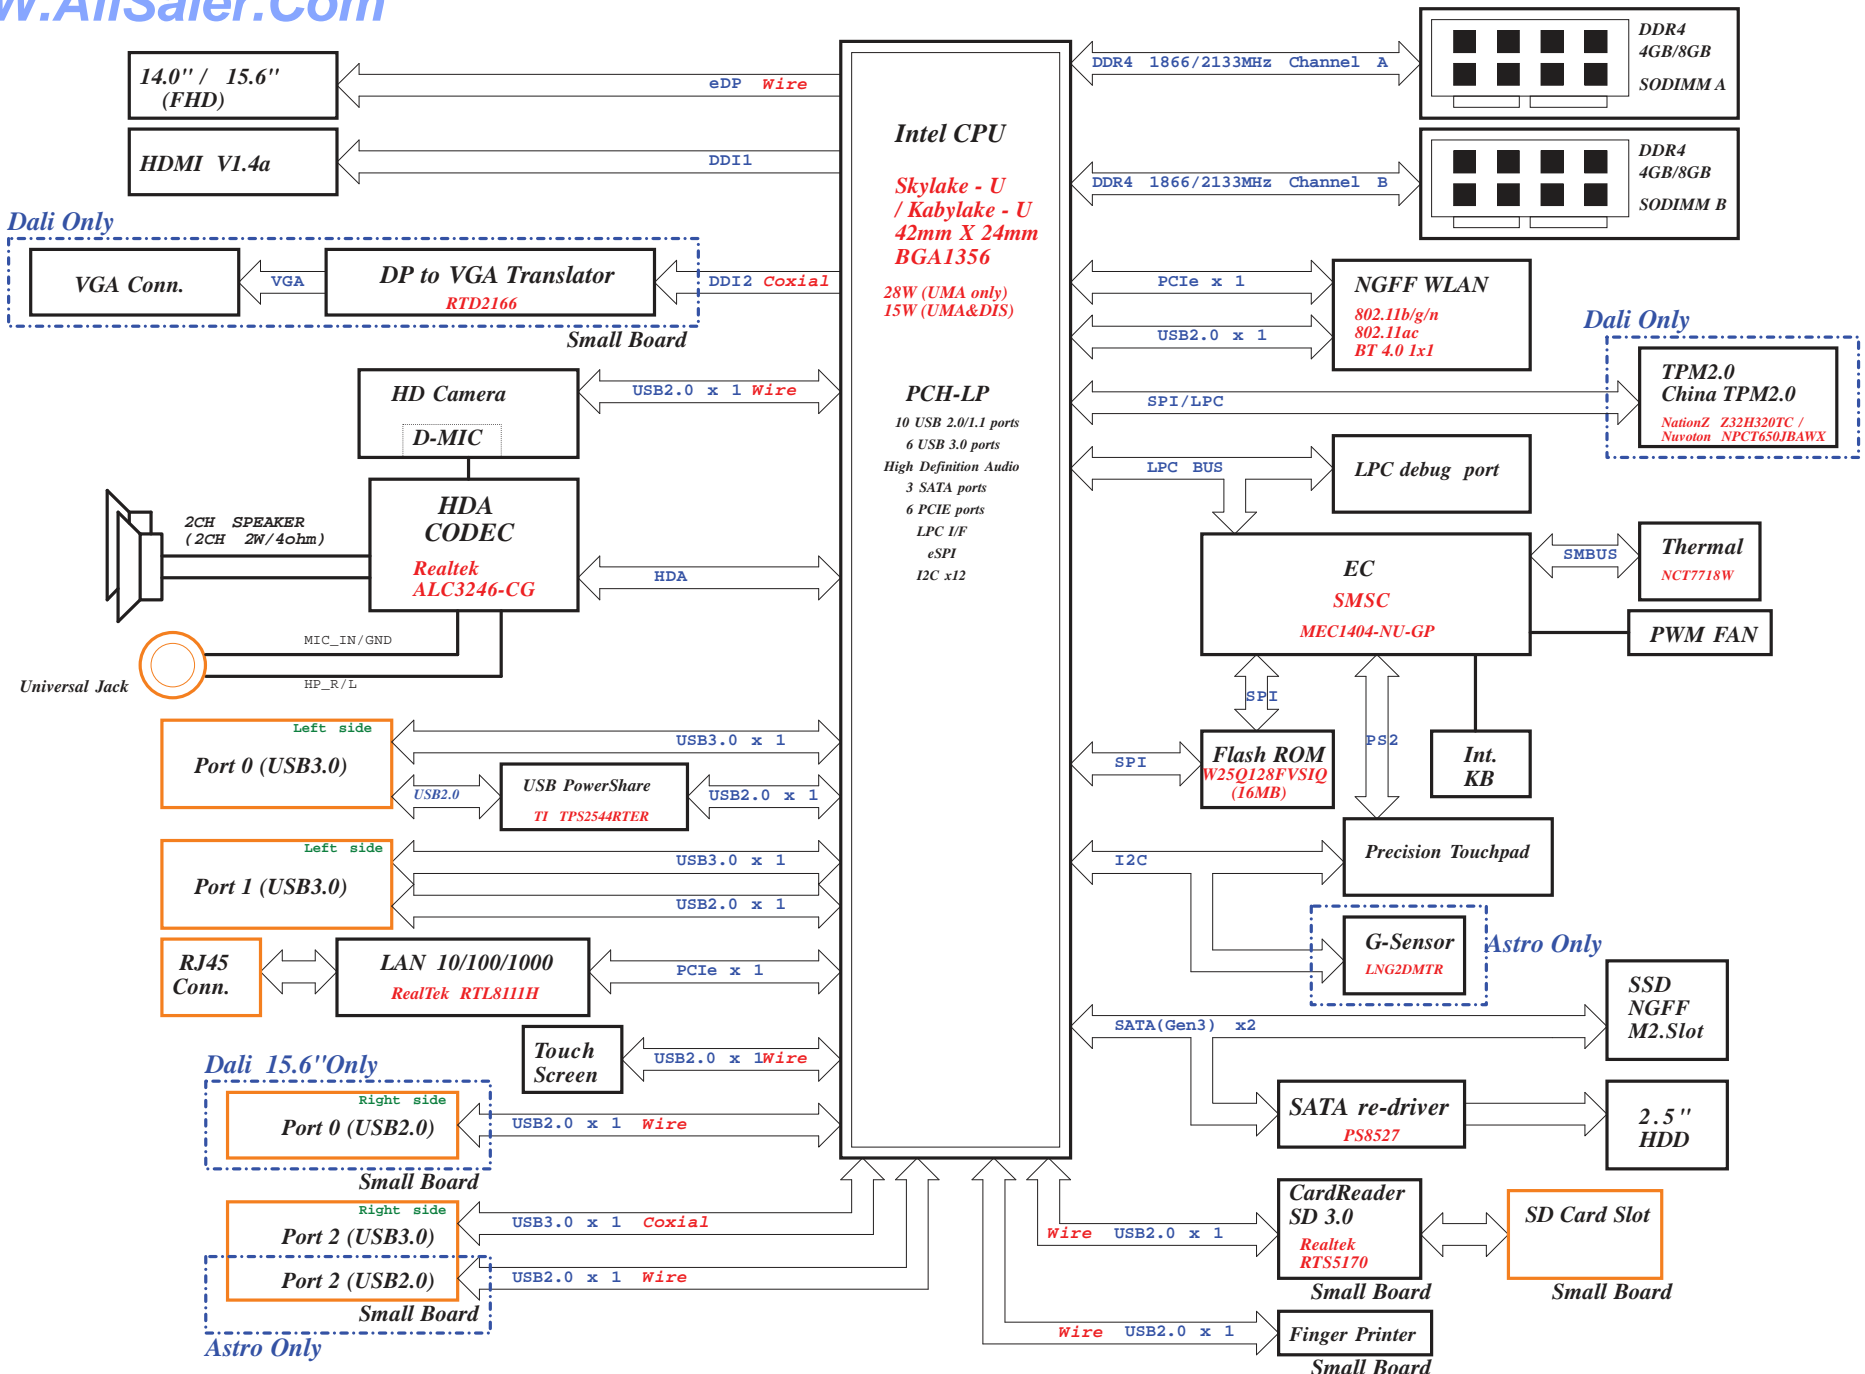 W.AllSaler.Com
14.0" / 15.6"
(FHD)
eDP Wire
HDMI V1.4a
DDI1
Dali Only
VGA Conn.
VGA
DP to VGA Translator
RTD2166
DDI2 Coxial
Small Board
HD Camera
D-MIC
USB2.0 x 1 Wire
2CH SPEAKER
(2CH 2W/4ohm)
HDA
CODEC
Realtek
ALC3246-CG
HDA
MIC_IN/GND
HP_R/L
Universal Jack
Left side
Port 0 (USB3.0)
USB3.0 x 1
USB2.0
USB PowerShare
TI TPS2544RTER
USB2.0 x 1
Left side
Port 1 (USB3.0)
USB3.0 x 1
USB2.0 x 1
RJ45
Conn.
LAN 10/100/1000
RealTek RTL8111H
PCIe x 1
Touch
Screen
USB2.0 x 1Wire
Dali 15.6"Only
Right side
Port 0 (USB2.0)
USB2.0 x 1 Wire
Small Board
Right side
Port 2 (USB3.0)
USB3.0 x 1 Coxial
Port 2 (USB2.0)
USB2.0 x 1 Wire
Small Board
Astro Only
Intel CPU
Skylake - U
/ Kabylake - U
42mm X 24mm
BGA1356
28W (UMA only)
15W (UMA&DIS)
PCH-LP
10 USB 2.0/1.1 ports
6 USB 3.0 ports
High Definition Audio
3 SATA ports
6 PCIE ports
LPC I/F
eSPI
I2C x12
DDR4 1866/2133MHz Channel A
DDR4
4GB/8GB
SODIMM A
DDR4 1866/2133MHz Channel B
DDR4
4GB/8GB
SODIMM B
PCIe x 1
USB2.0 x 1
NGFF WLAN
802.11b/g/n
802.11ac
BT 4.0 1x1
Dali Only
SPI/LPC
TPM2.0
China TPM2.0
NationZ Z32H320TC /
Nuvoton NPCT650JBAWX
LPC BUS
LPC debug port
EC
SMSC
MEC1404-NU-GP
SMBUS
Thermal
NCT7718W
PWM FAN
SPI
PS2
SPI
Flash ROM
W25Q128FVSIQ
(16MB)
Int.
KB
I2C
Precision Touchpad
G-Sensor
LNG2DMTR
Astro Only
SATA(Gen3) x2
SSD
NGFF
M2.Slot
SATA re-driver
PS8527
2.5"
HDD
Wire USB2.0 x 1
CardReader
SD 3.0
Realtek
RTS5170
Small Board
SD Card Slot
Small Board
Wire USB2.0 x 1
Finger Printer
Small Board